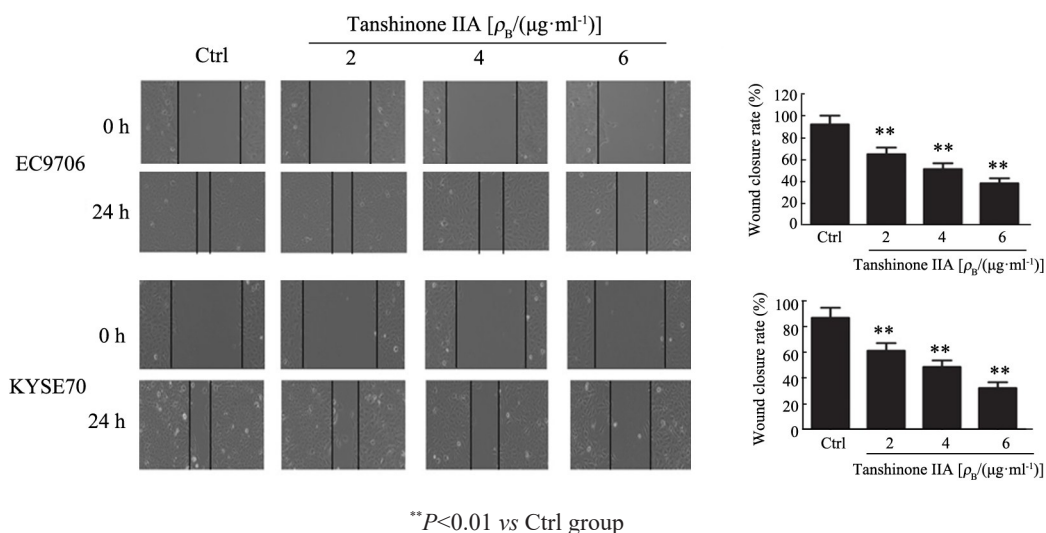 Tanshinone IIA [ρB/(μg·ml-1)]
Ctrl 2 4 6
0 h
EC9706
24 h
0 h
KYSE70
24 h
Wound closure rate (%)
120
100
80
60
40
20
0
** ** **
Ctrl 2 4 6
Tanshinone IIA [ρB/(μg·ml-1)]
Wound closure rate (%)
100
80
60
40
20
0
** ** **
Ctrl 2 4 6
Tanshinone IIA [ρB/(μg·ml-1)]
**P<0.01 vs Ctrl group